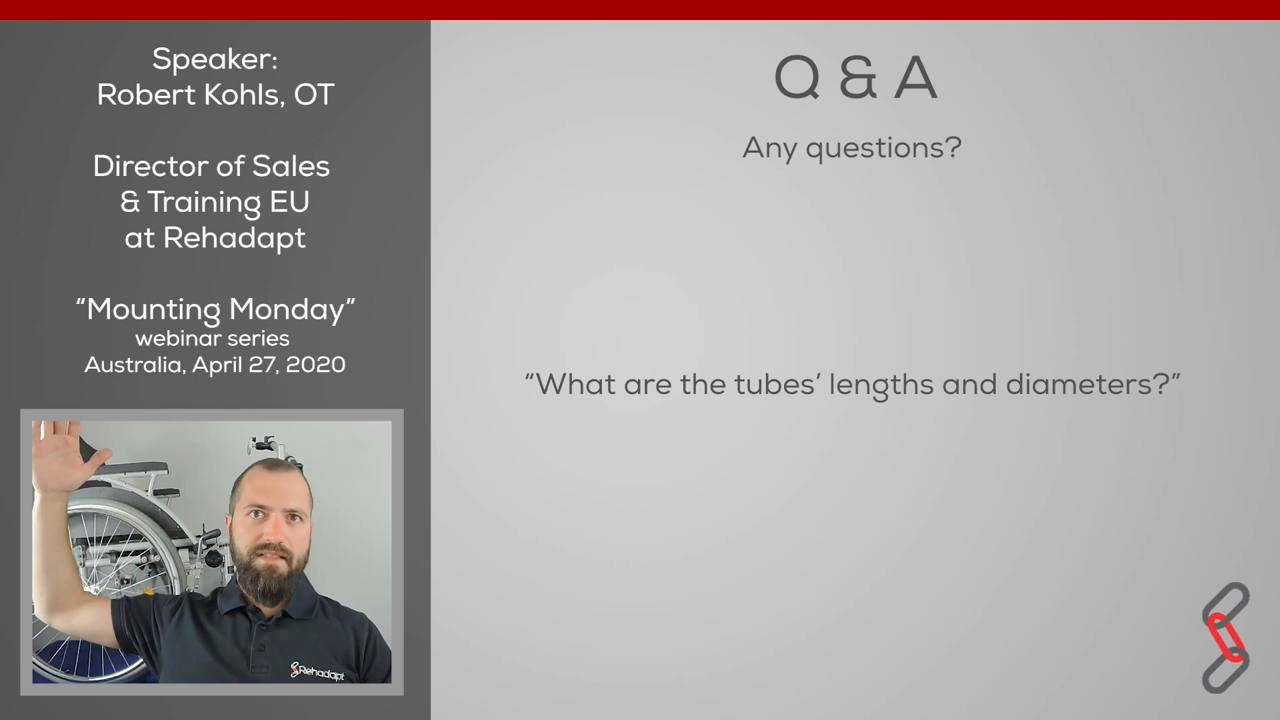 Speaker:
Robert Kohls, OT
Director of Sales
& Training EU
at Rehadapt
“Mounting Monday”
webinar series
Australia, April 27, 2020
Rehadapt
Q & A
Any questions?
“What are the tubes’ lengths and diameters?”